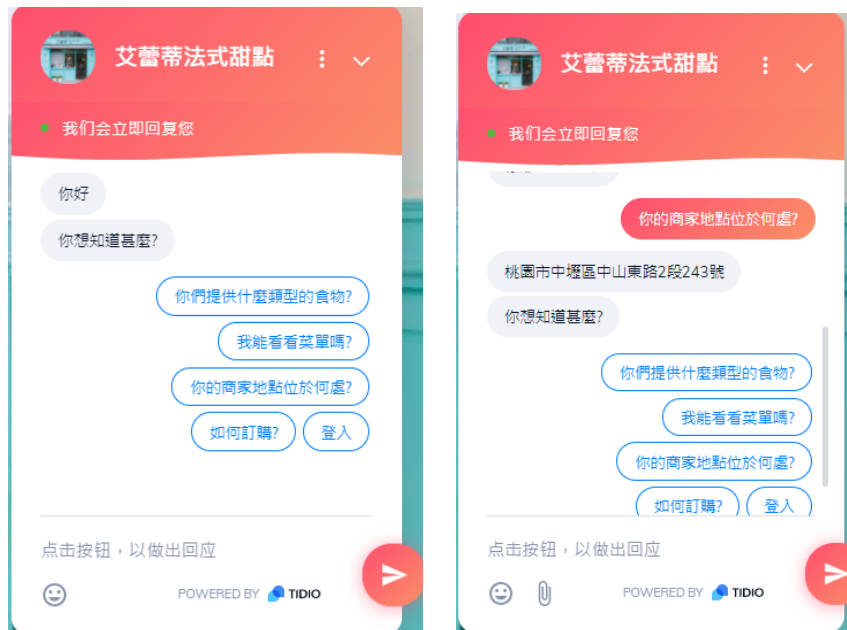 艾蕾蒂法式甜點
我们会立即回复您
你好
你想知道甚麼?
你們提供什麼類型的食物?
我能看看菜單嗎?
你的商家地點位於何處?
如何訂購? 登入
点击按钮，以做出回应
POWERED BY TIDIO
艾蕾蒂法式甜點
我们会立即回复您
你的商家地點位於何處?
桃園市中壢區中山東路2段243號
你想知道甚麼?
你們提供什麼類型的食物?
我能看看菜單嗎?
你的商家地點位於何處?
如何訂購? 登入
点击按钮，以做出回应
POWERED BY TIDIO